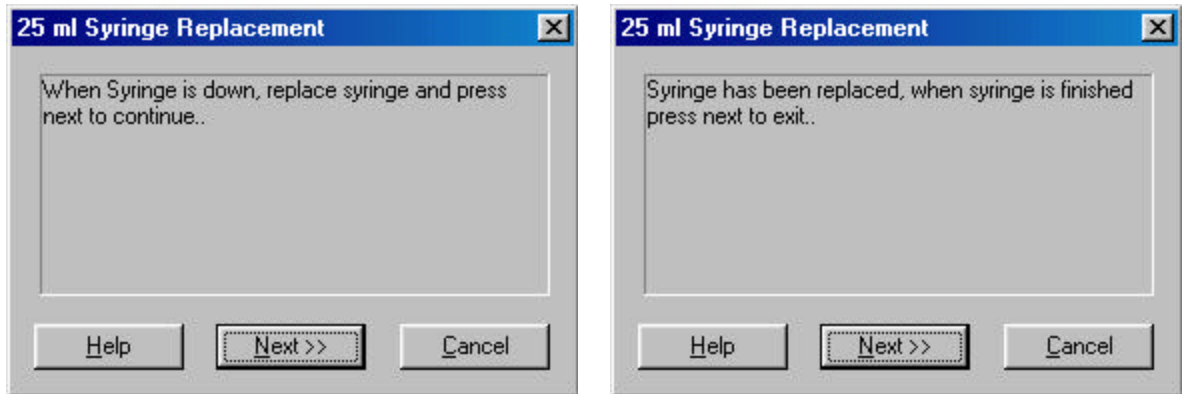 25 ml Syringe Replacement
When Syringe is down, replace syringe and press
next to continue..
Help
Next >>
Cancel
25 ml Syringe Replacement
Syringe has been replaced, when syringe is finished
press next to exit..
Help
Next >>
Cancel